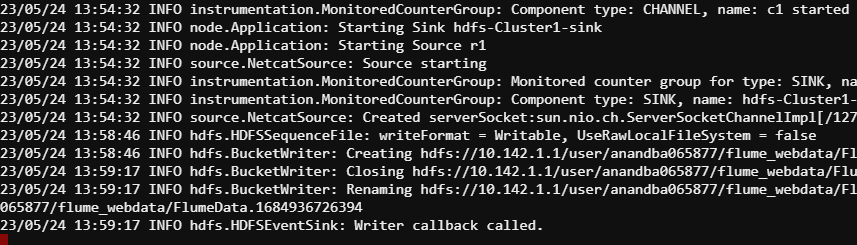 23/05/24 13:54:32 INFO instrumentation.MonitoredCounterGroup: Component type: CHANNEL, name: c1 started
23/05/24 13:54:32 INFO node.Application: Starting Sink hdfs-Cluster1-sink
23/05/24 13:54:32 INFO node.Application: Starting Source r1
23/05/24 13:54:32 INFO source.NetcatSource: Source starting
23/05/24 13:54:32 INFO instrumentation.MonitoredCounterGroup: Monitored counter group for type: SINK, na
23/05/24 13:54:32 INFO instrumentation.MonitoredCounterGroup: Component type: SINK, name: hdfs-Cluster1-
23/05/24 13:54:32 INFO source.NetcatSource: Created serverSocket:sun.nio.ch.ServerSocketChannelImpl[/127
23/05/24 13:58:46 INFO hdfs.HDFSSequenceFile: writeFormat = Writable, UseRawLocalFileSystem = false
23/05/24 13:58:46 INFO hdfs.BucketWriter: Creating hdfs://10.142.1.1/user/anandba065877/flume_webdata/Fl
23/05/24 13:59:17 INFO hdfs.BucketWriter: Closing hdfs://10.142.1.1/user/anandba065877/flume_webdata/Flu
23/05/24 13:59:17 INFO hdfs.BucketWriter: Renaming hdfs://10.142.1.1/user/anandba065877/flume_webdata/Fl
065877/flume_webdata/FlumeData.1684936726394
23/05/24 13:59:17 INFO hdfs.HDFSEventSink: Writer callback called.